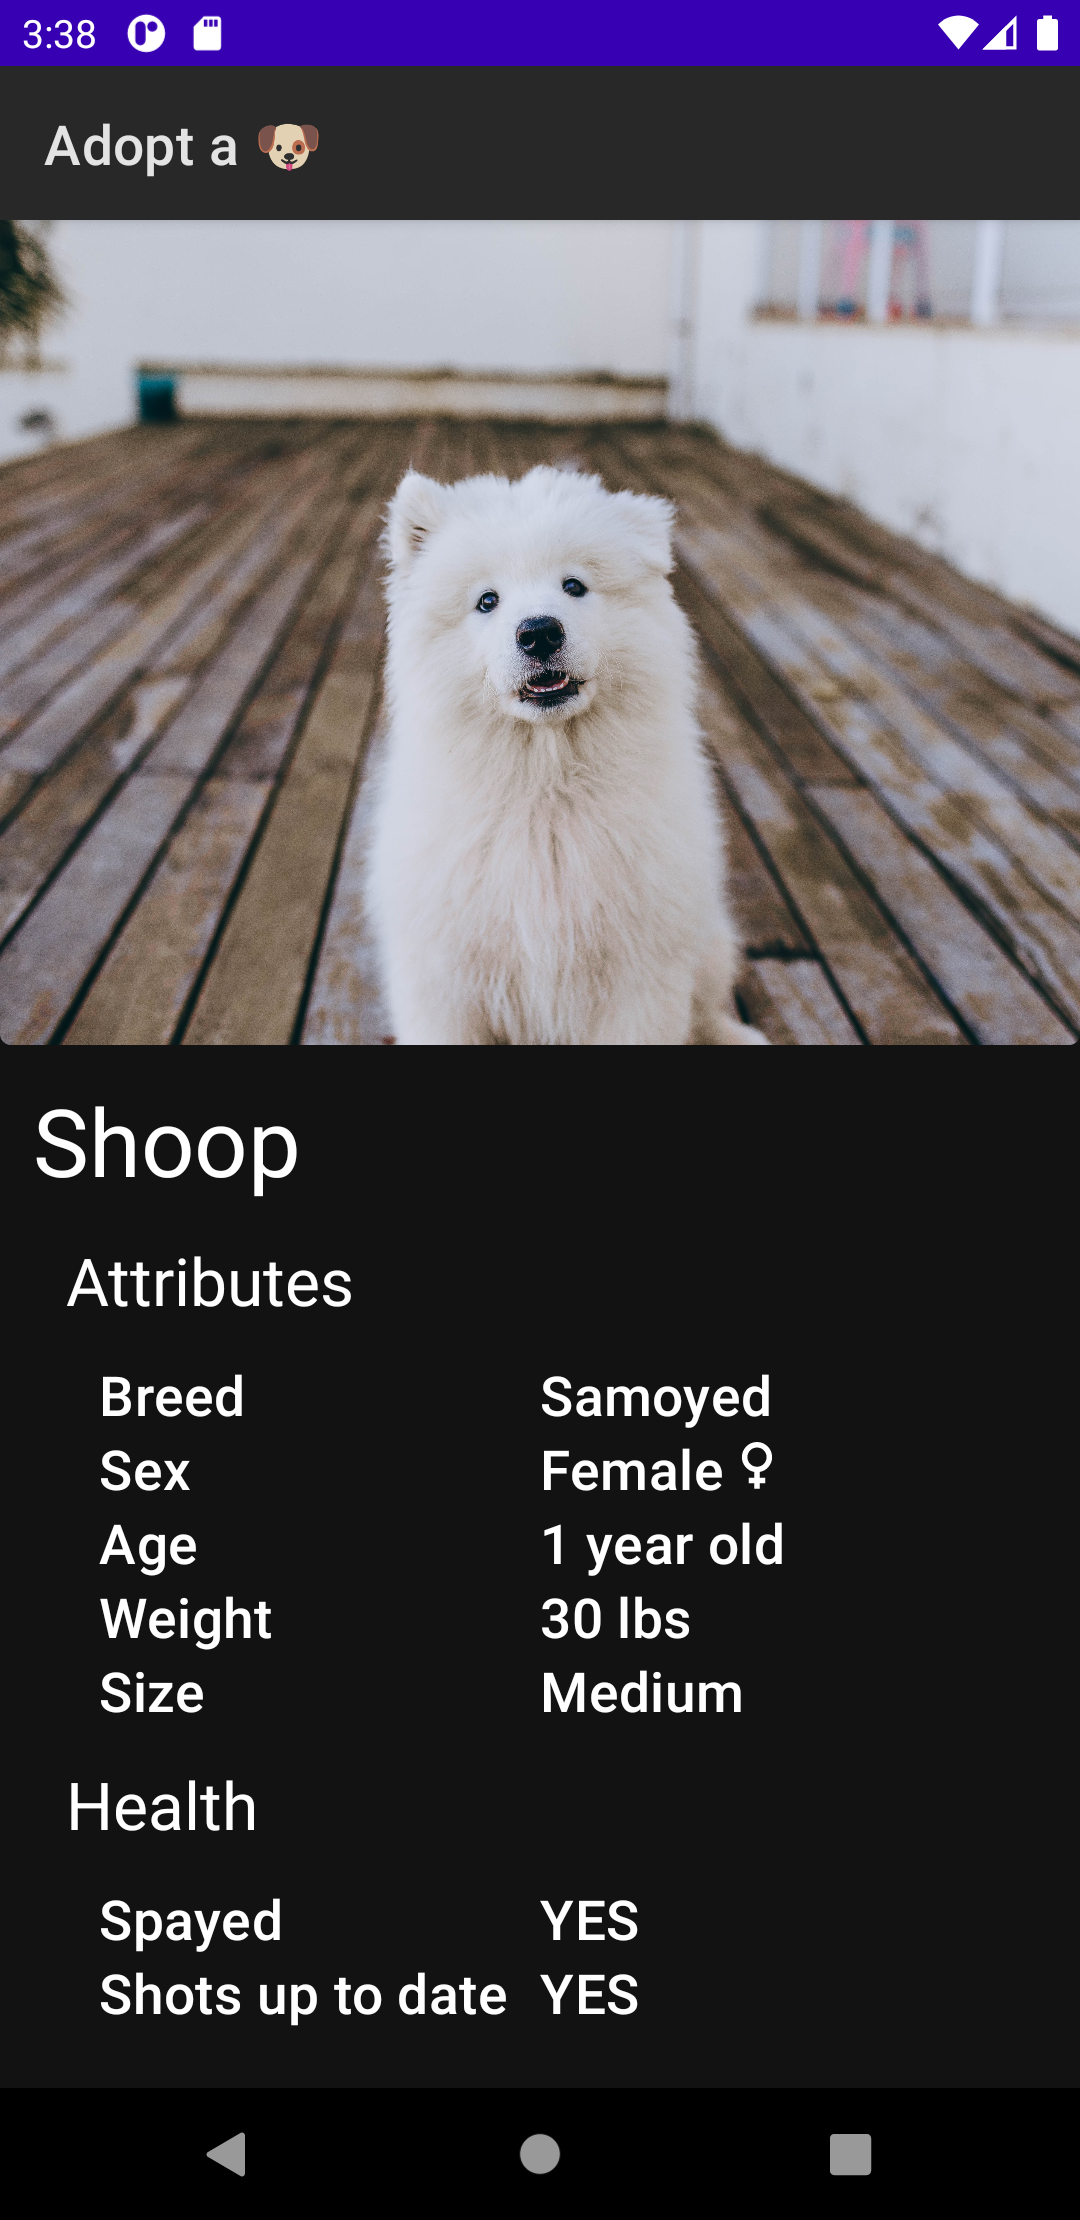 3:38
Adopt a 🐶
Shoop
Attributes
Breed Samoyed
Sex Female ♀
Age 1 year old
Weight 30 lbs
Size Medium
Health
Spayed YES
Shots up to date YES